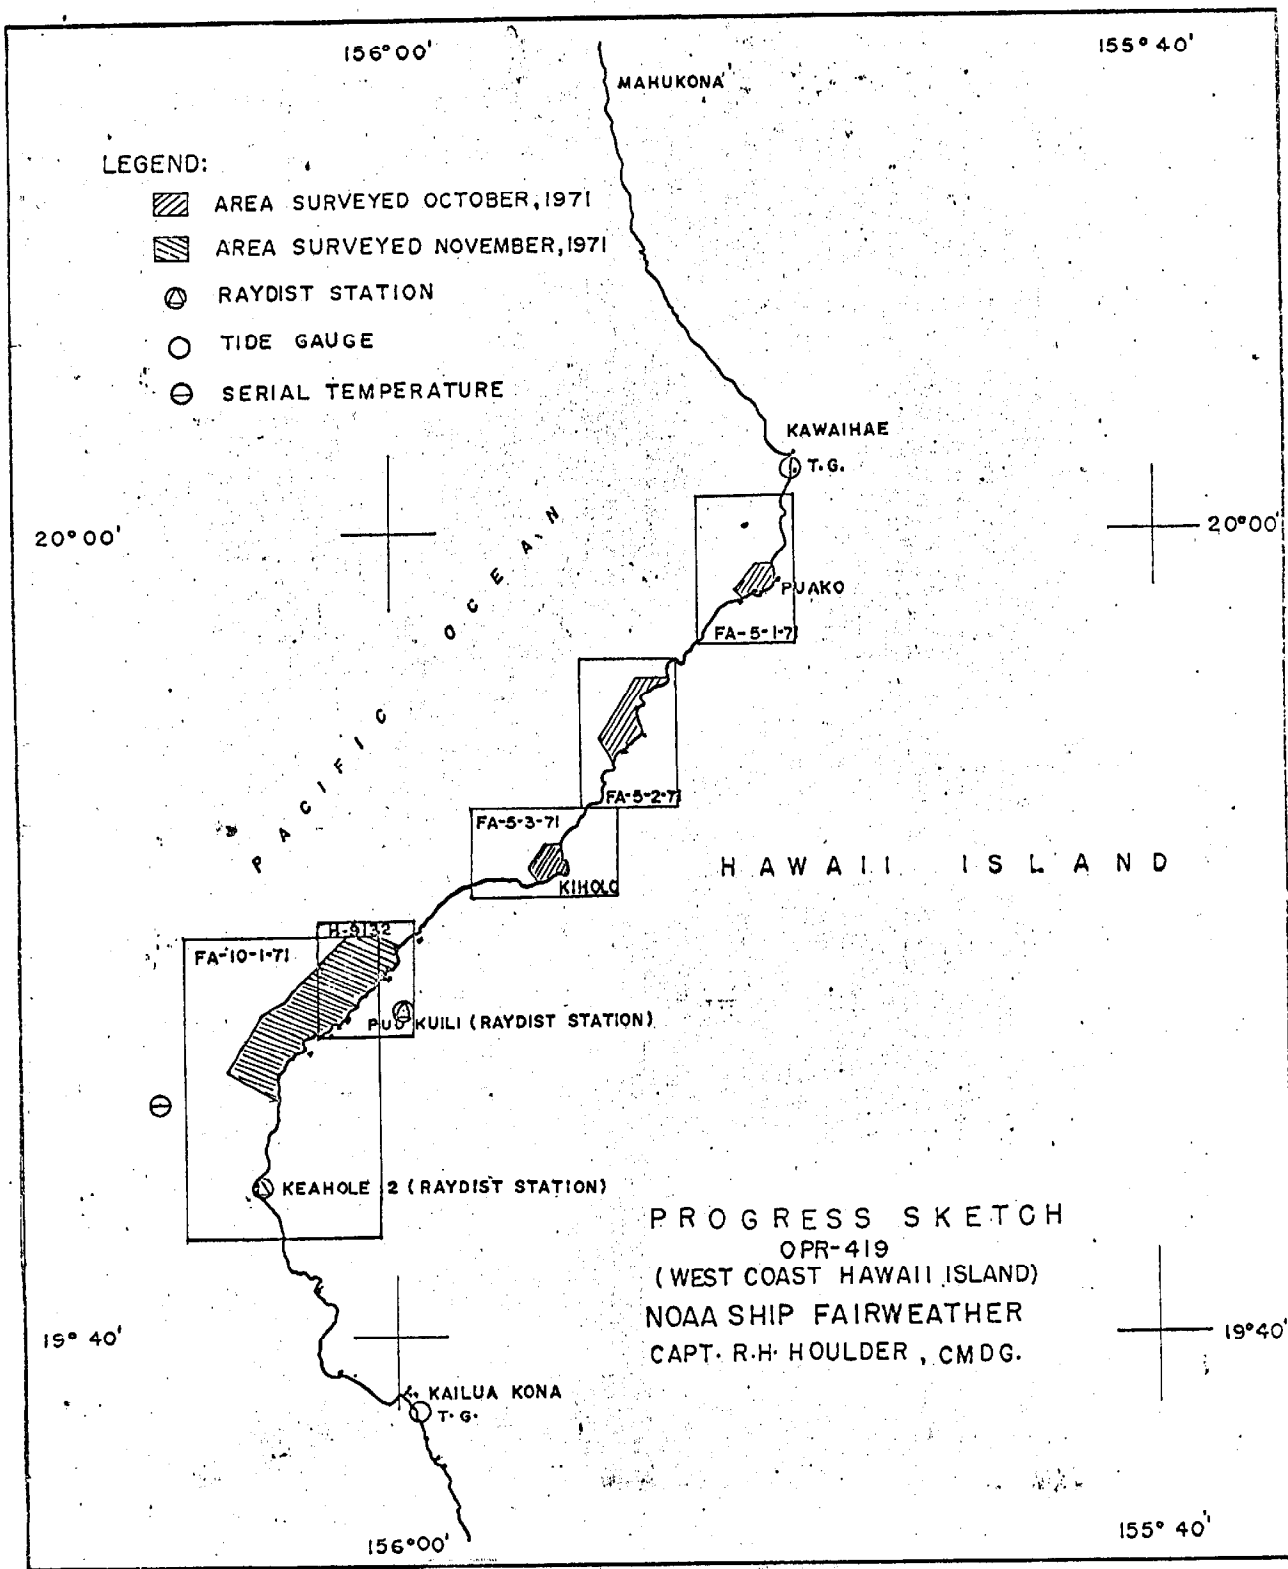 156°00'
155°40'
MAHUKONA
LEGEND:
AREA SURVEYED OCTOBER, 1971
AREA SURVEYED NOVEMBER, 1971
RAYDIST STATION
TIDE GAUGE
SERIAL TEMPERATURE
KAWAIHAE
T.G.
20°00'
20°00'
PACIFIC OCEAN
PUAKO
FA-5-1-71
FA-5-2-7
FA-5-3-71
KIHOLO
HAWAII ISLAND
H-9132
FA-10-1-71
PUU KUILI (RAYDIST STATION)
KEAHOLE 2 (RAYDIST STATION)
PROGRESS SKETCH
OPR-419
(WEST COAST HAWAII ISLAND)
NOAA SHIP FAIRWEATHER
CAPT. R.H. HOULDER, CMDG.
19° 40'
19°40'
KAILUA KONA
T.G.
156°00'
155° 40'